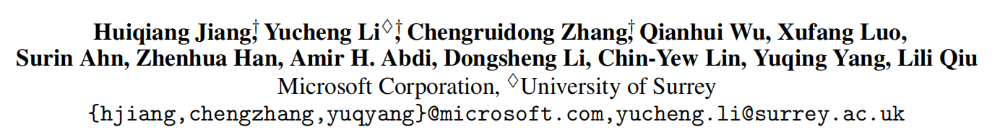 Huiqiang Jiang†, Yucheng Li◇†, Chengruidong Zhang†, Qianhui Wu, Xufang Luo,
Surin Ahn, Zhenhua Han, Amir H. Abdi, Dongsheng Li, Chin-Yew Lin, Yuqing Yang, Lili Qiu
Microsoft Corporation, ◇University of Surrey
{hjiang,chengzhang,yuqyang}@microsoft.com,yucheng.li@surrey.ac.uk